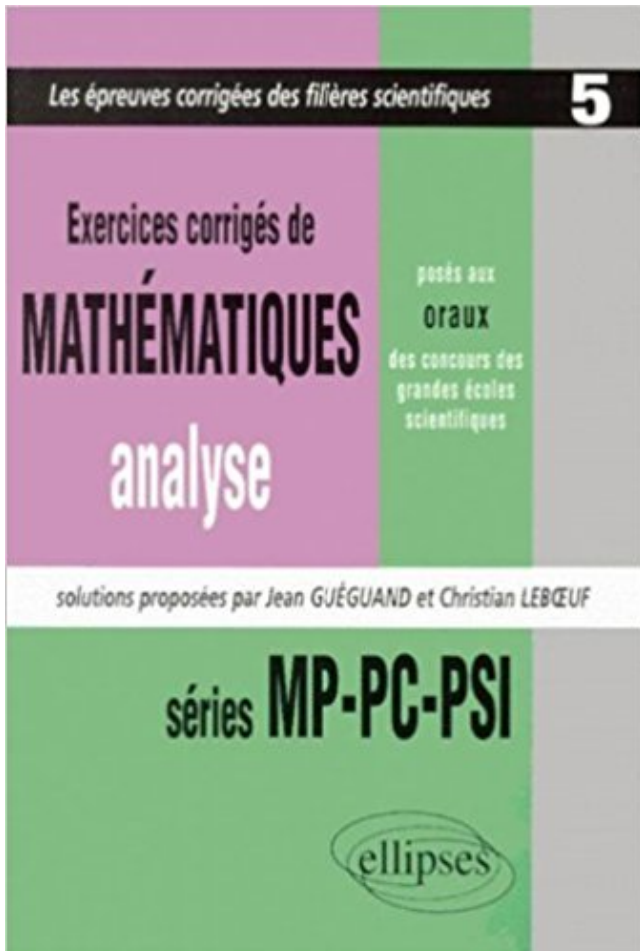 Les épreuves corrigées des filières scientifiques 5
Exercices corrigés de
MATHÉMATIQUES
analyse
posés aux
oraux
des concours des
grandes écoles
scientifiques
solutions proposées par Jean GUÉGUAND et Christian LEBŒUF
séries MP-PC-PSI
ellipses